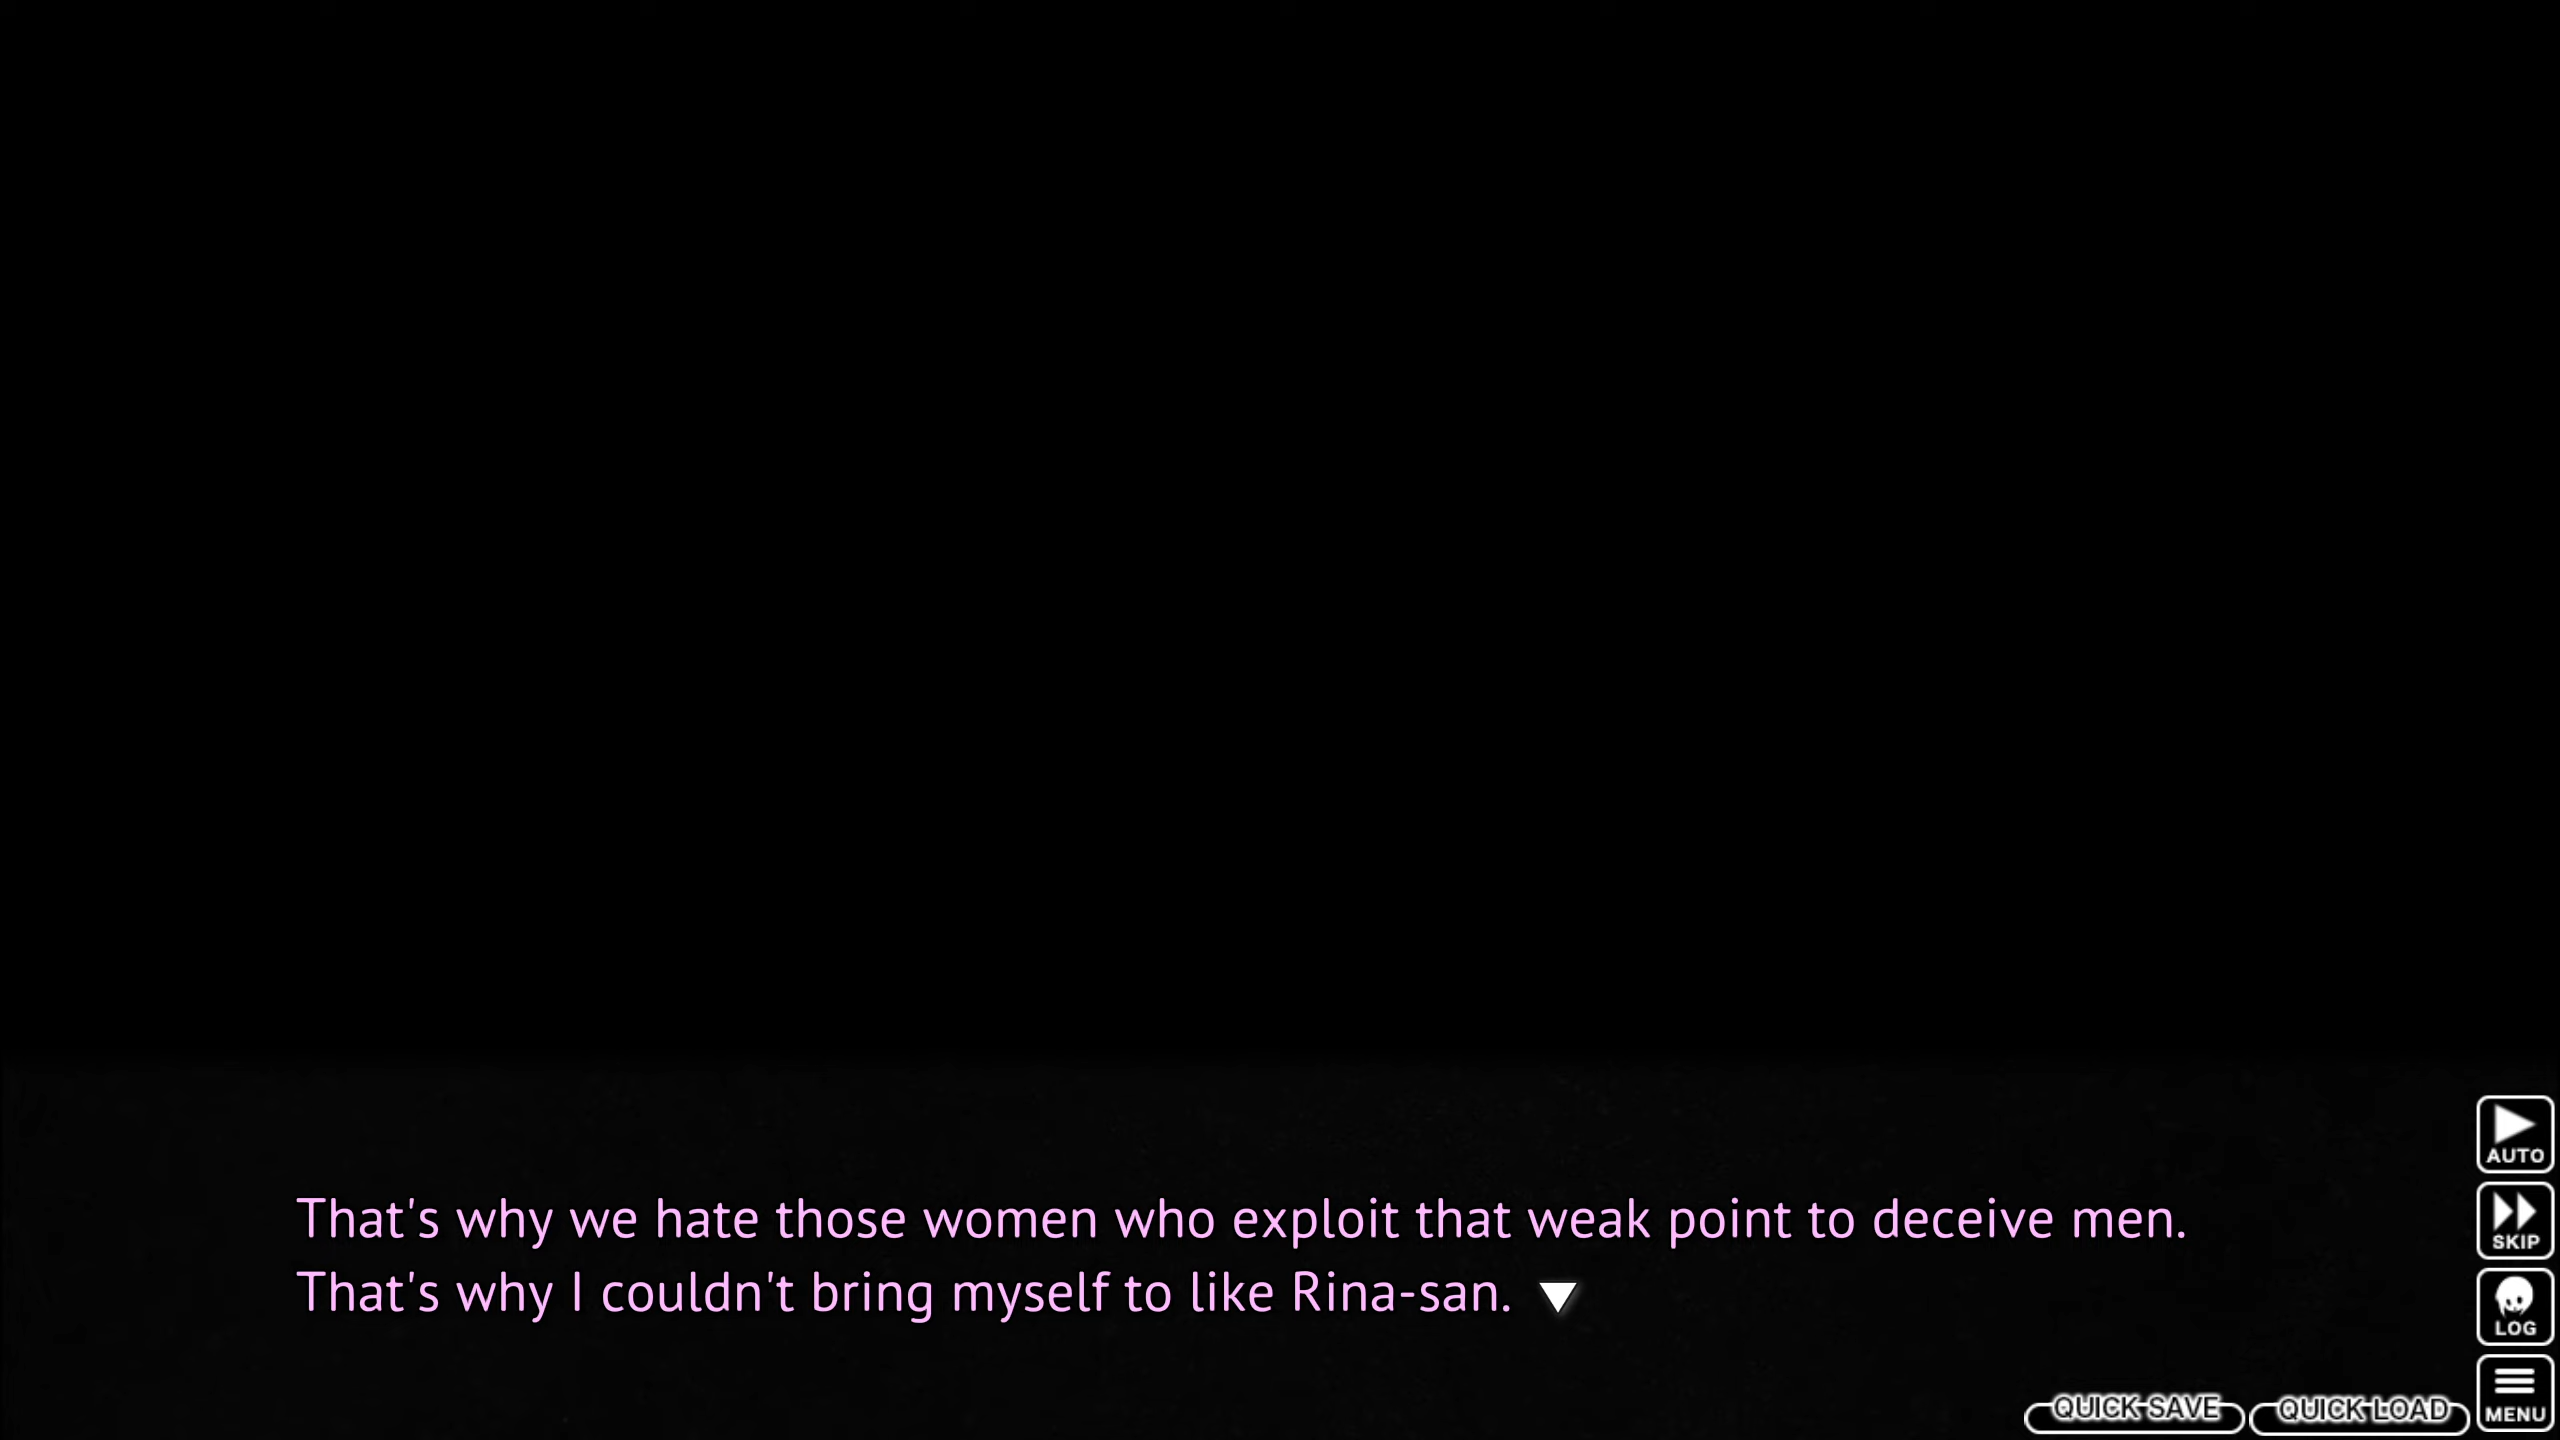 That's why we hate those women who exploit that weak point to deceive men.
That's why I couldn't bring myself to like Rina-san.
AUTO
SKIP
LOG
MENU
QUICK SAVE
QUICK LOAD